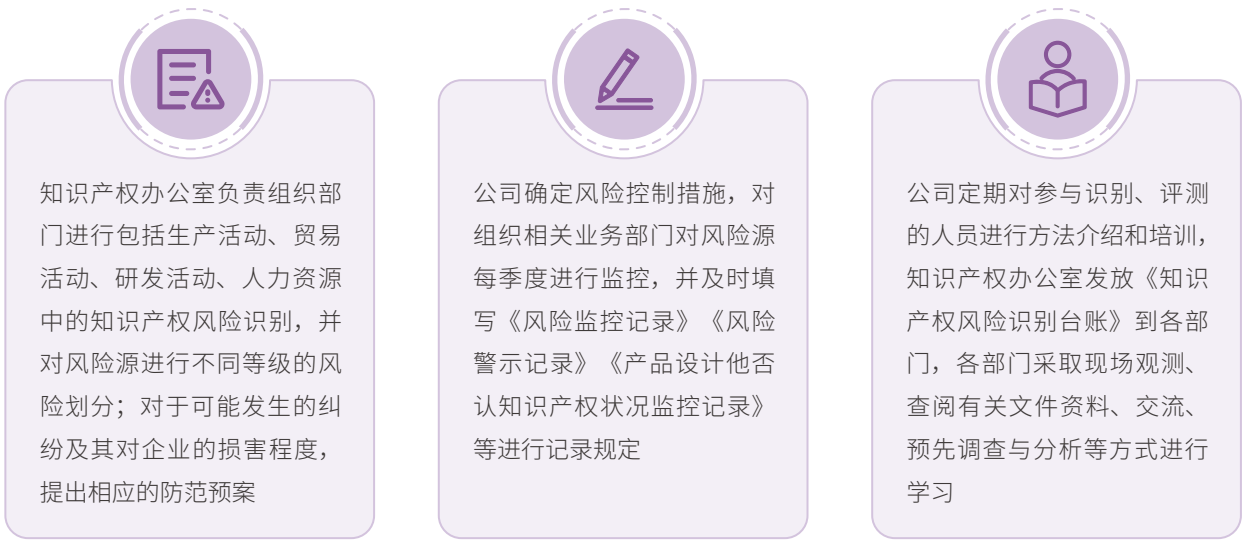 知识产权办公室负责组织部
门进行包括生产活动、贸易
活动、研发活动、人力资源
中的知识产权风险识别，并
对风险源进行不同等级的风
险划分；对于可能发生的纠
纷及其对企业的损害程度，
提出相应的防范预案
公司确定风险控制措施，对
组织相关业务部门对风险源
每季度进行监控，并及时填
写《风险监控记录》《风险
警示记录》《产品设计他否
认知识产权状况监控记录》
等进行记录规定
公司定期对参与识别、评测
的人员进行方法介绍和培训，
知识产权办公室发放《知识
产权风险识别台账》到各部
门，各部门采取现场观测、
查阅有关文件资料、交流、
预先调查与分析等方式进行
学习